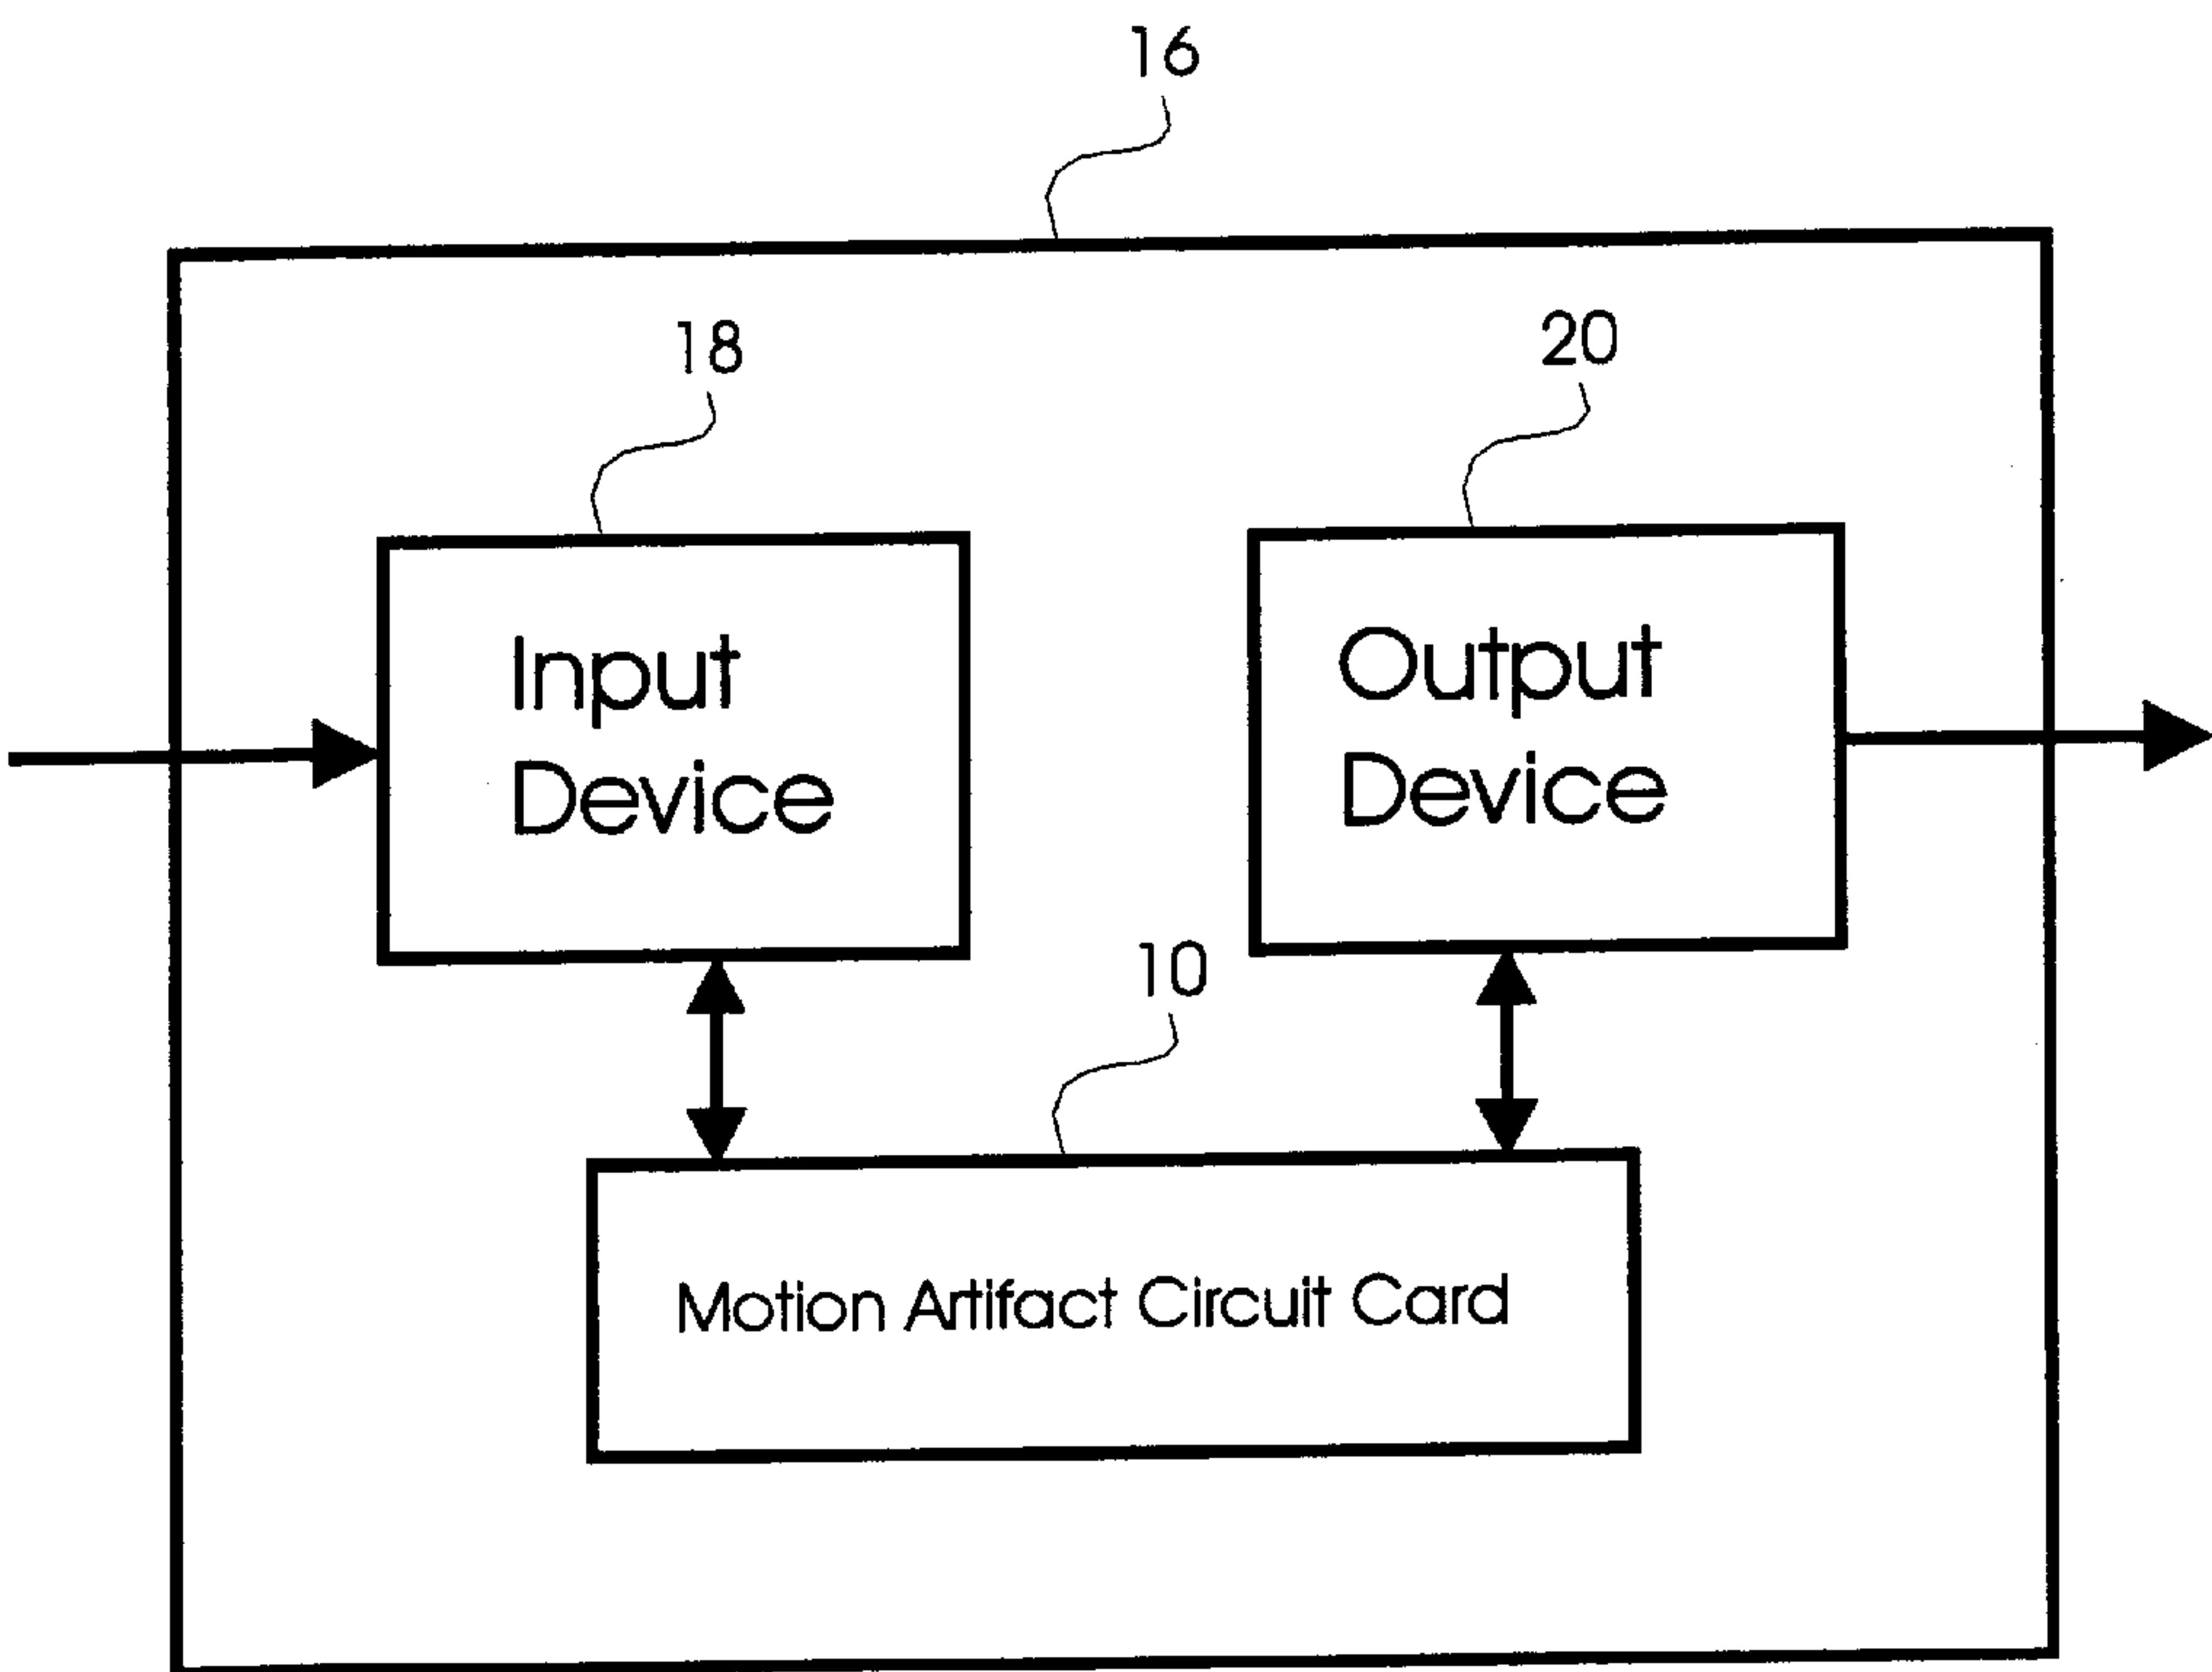 16
18
20
Input
Device
Output
Device
10
Motion Artifact Circuit Card